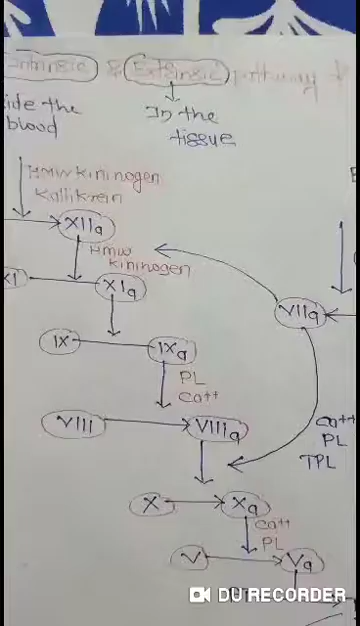 Intrinsic & Extrinsic pathway
side the
blood
In the
tissue
HMW kininogen
Kallikrein
XIIa
HMW
kininogen
XI
XIa
VIIa
IX
IXa
PL
Ca++
VIII
VIIIa
Ca++
PL
TPL
X
Xa
Ca++
PL
V
Va
DU RECORDER